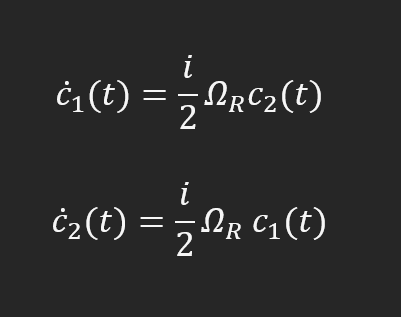 ċ₁(t) = i/2 Ω_R c₂(t)
ċ₂(t) = i/2 Ω_R c₁(t)